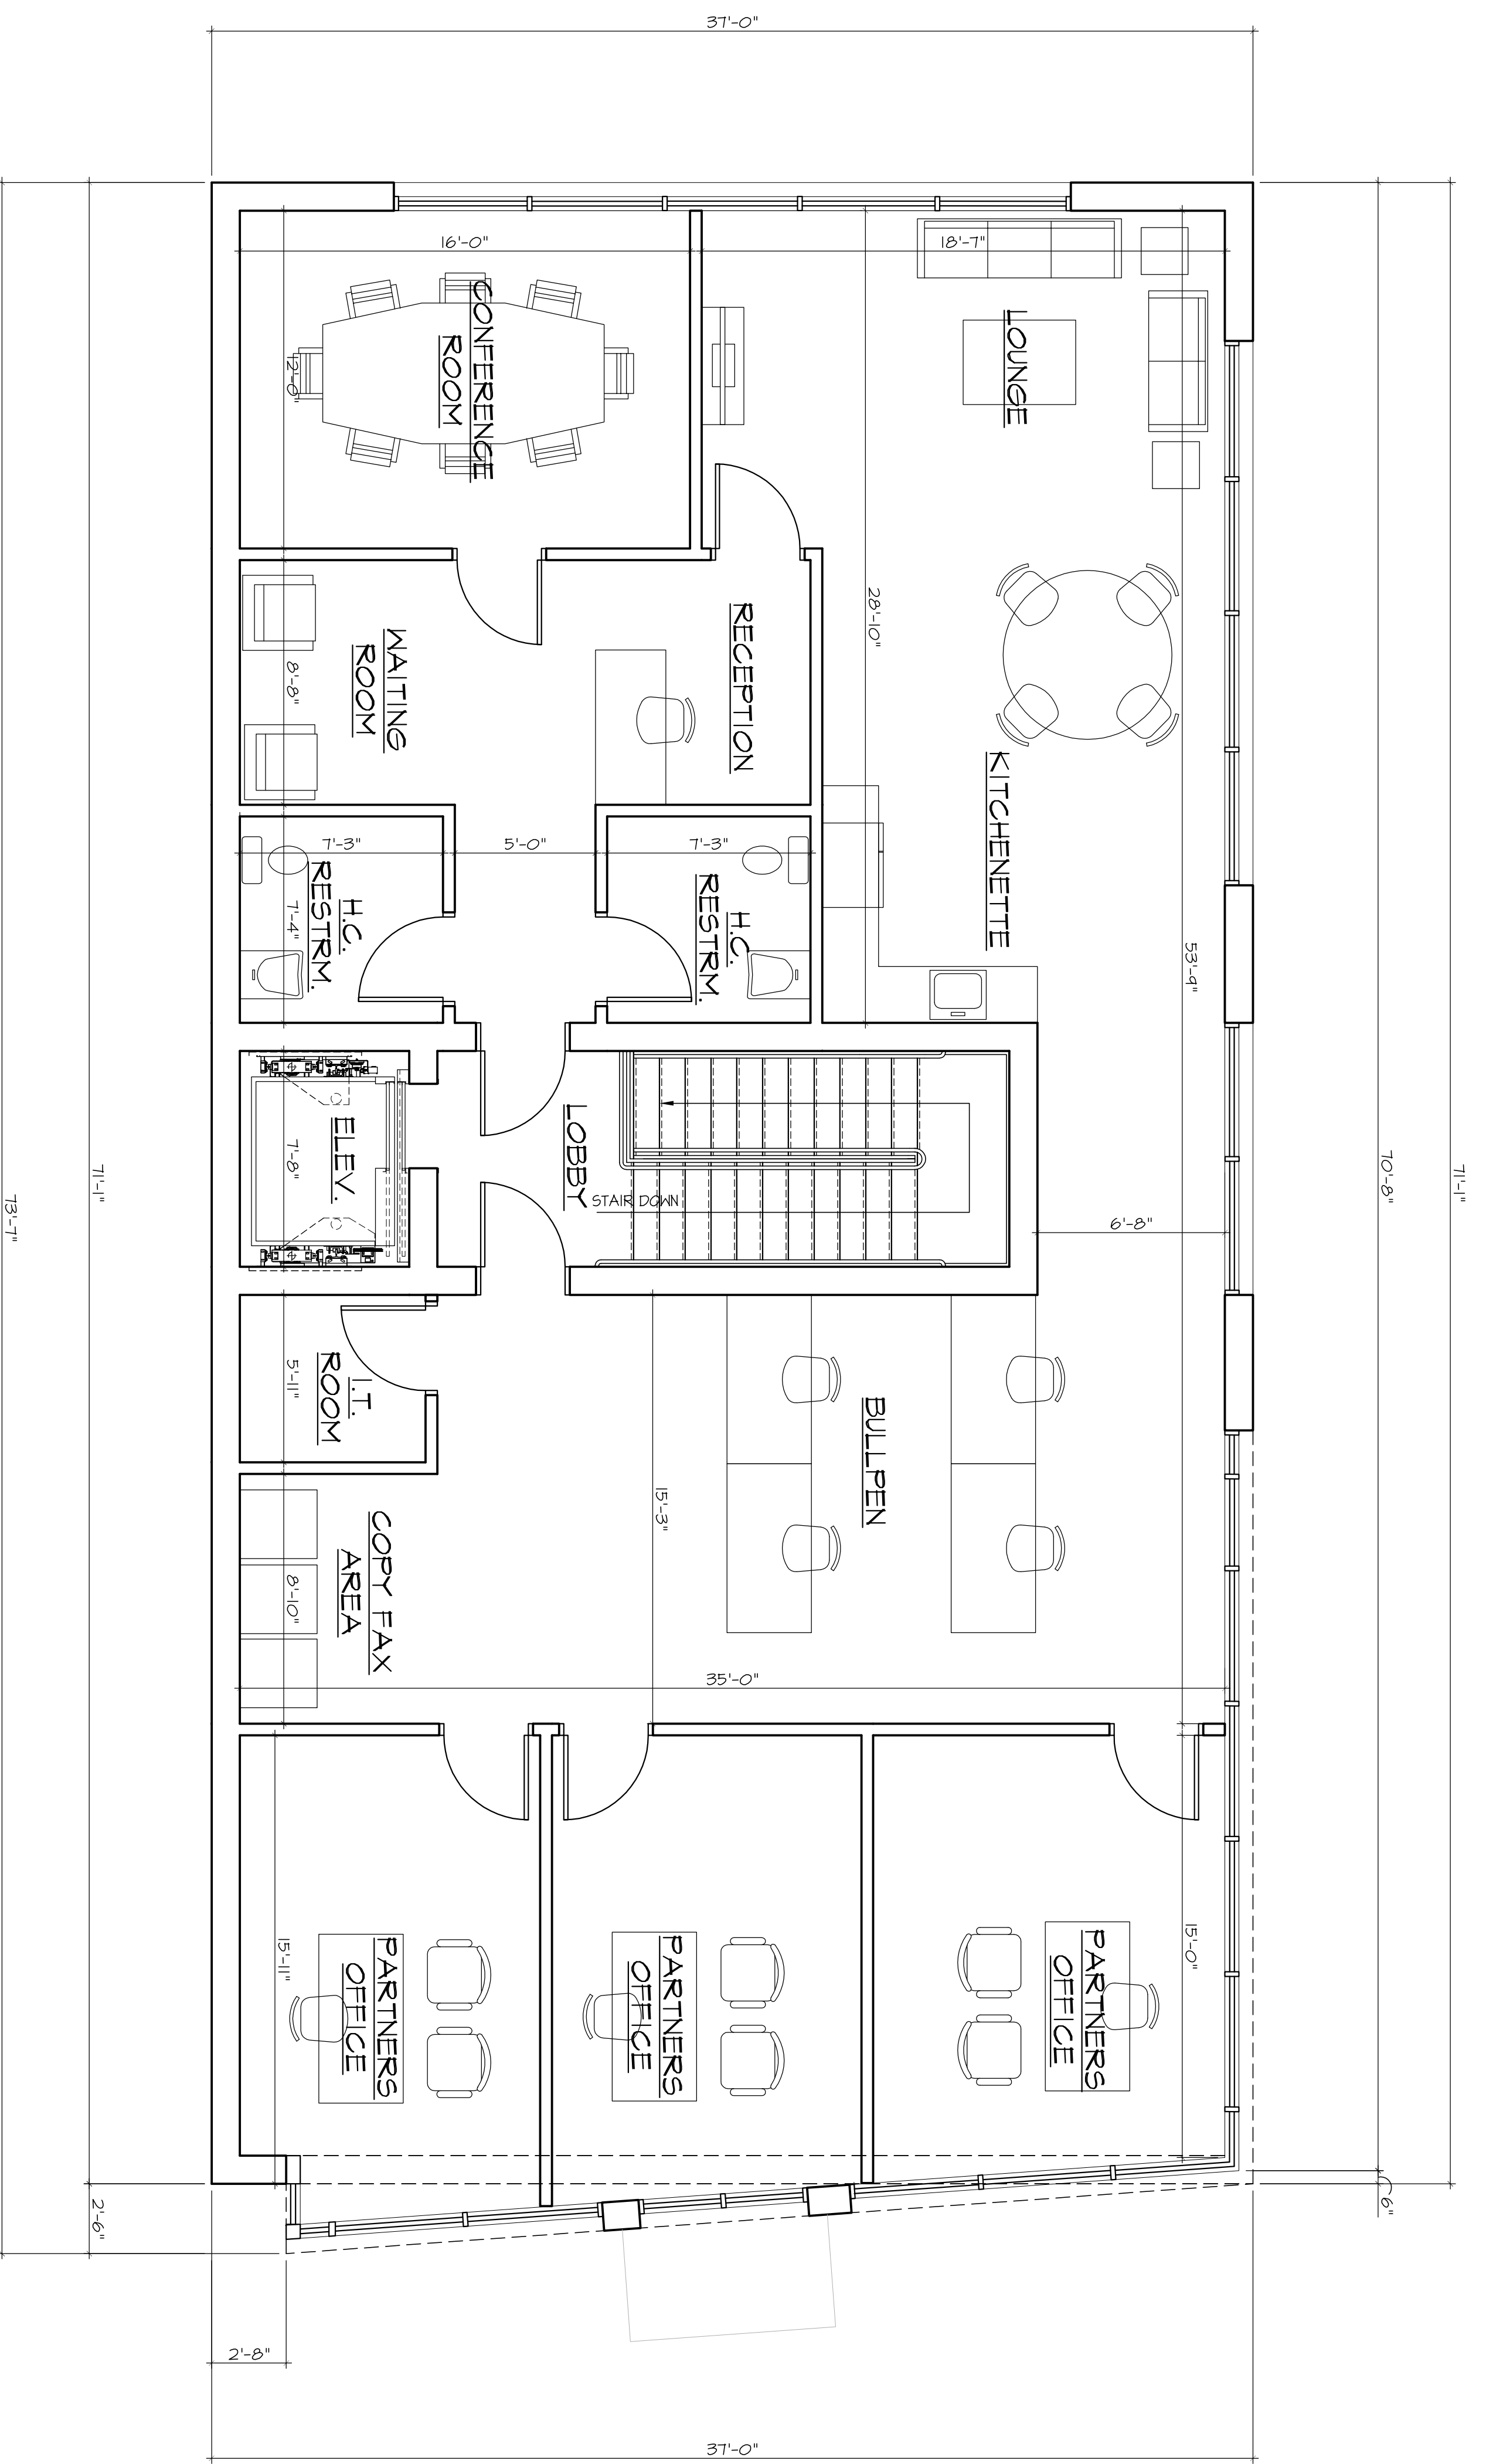 37'-0"
16'-0"
18'-7"
CONFERENCE
ROOM
12'-0"
LOUNGE
28'-10"
RECEPTION
WAITING
ROOM
8'-8"
KITCHENETTE
7'-3"
5'-0"
7'-3"
H.C.
RESTRM.
7'-4"
H.C.
RESTRM.
53'-9"
ELEV.
7'-8"
LOBBY
STAIR DOWN
6'-8"
71'-1"
73'-7"
70'-8"
71'-1"
I.T.
ROOM
5'-11"
BULLPEN
15'-3"
COPY FAX
AREA
8'-10"
35'-0"
PARTNERS
OFFICE
15'-11"
PARTNERS
OFFICE
PARTNERS
OFFICE
15'-0"
2'-6"
6"
2'-8"
37'-0"